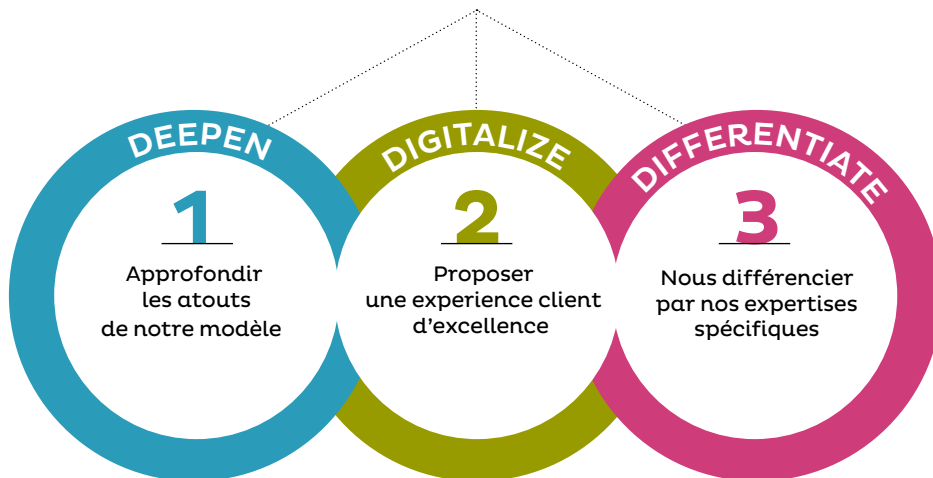 DEEPEN
1
Approfondir
les atouts
de notre modèle
DIGITALIZE
2
Proposer
une experience client
d'excellence
DIFFERENTIATE
3
Nous différencier
par nos expertises
spécifiques